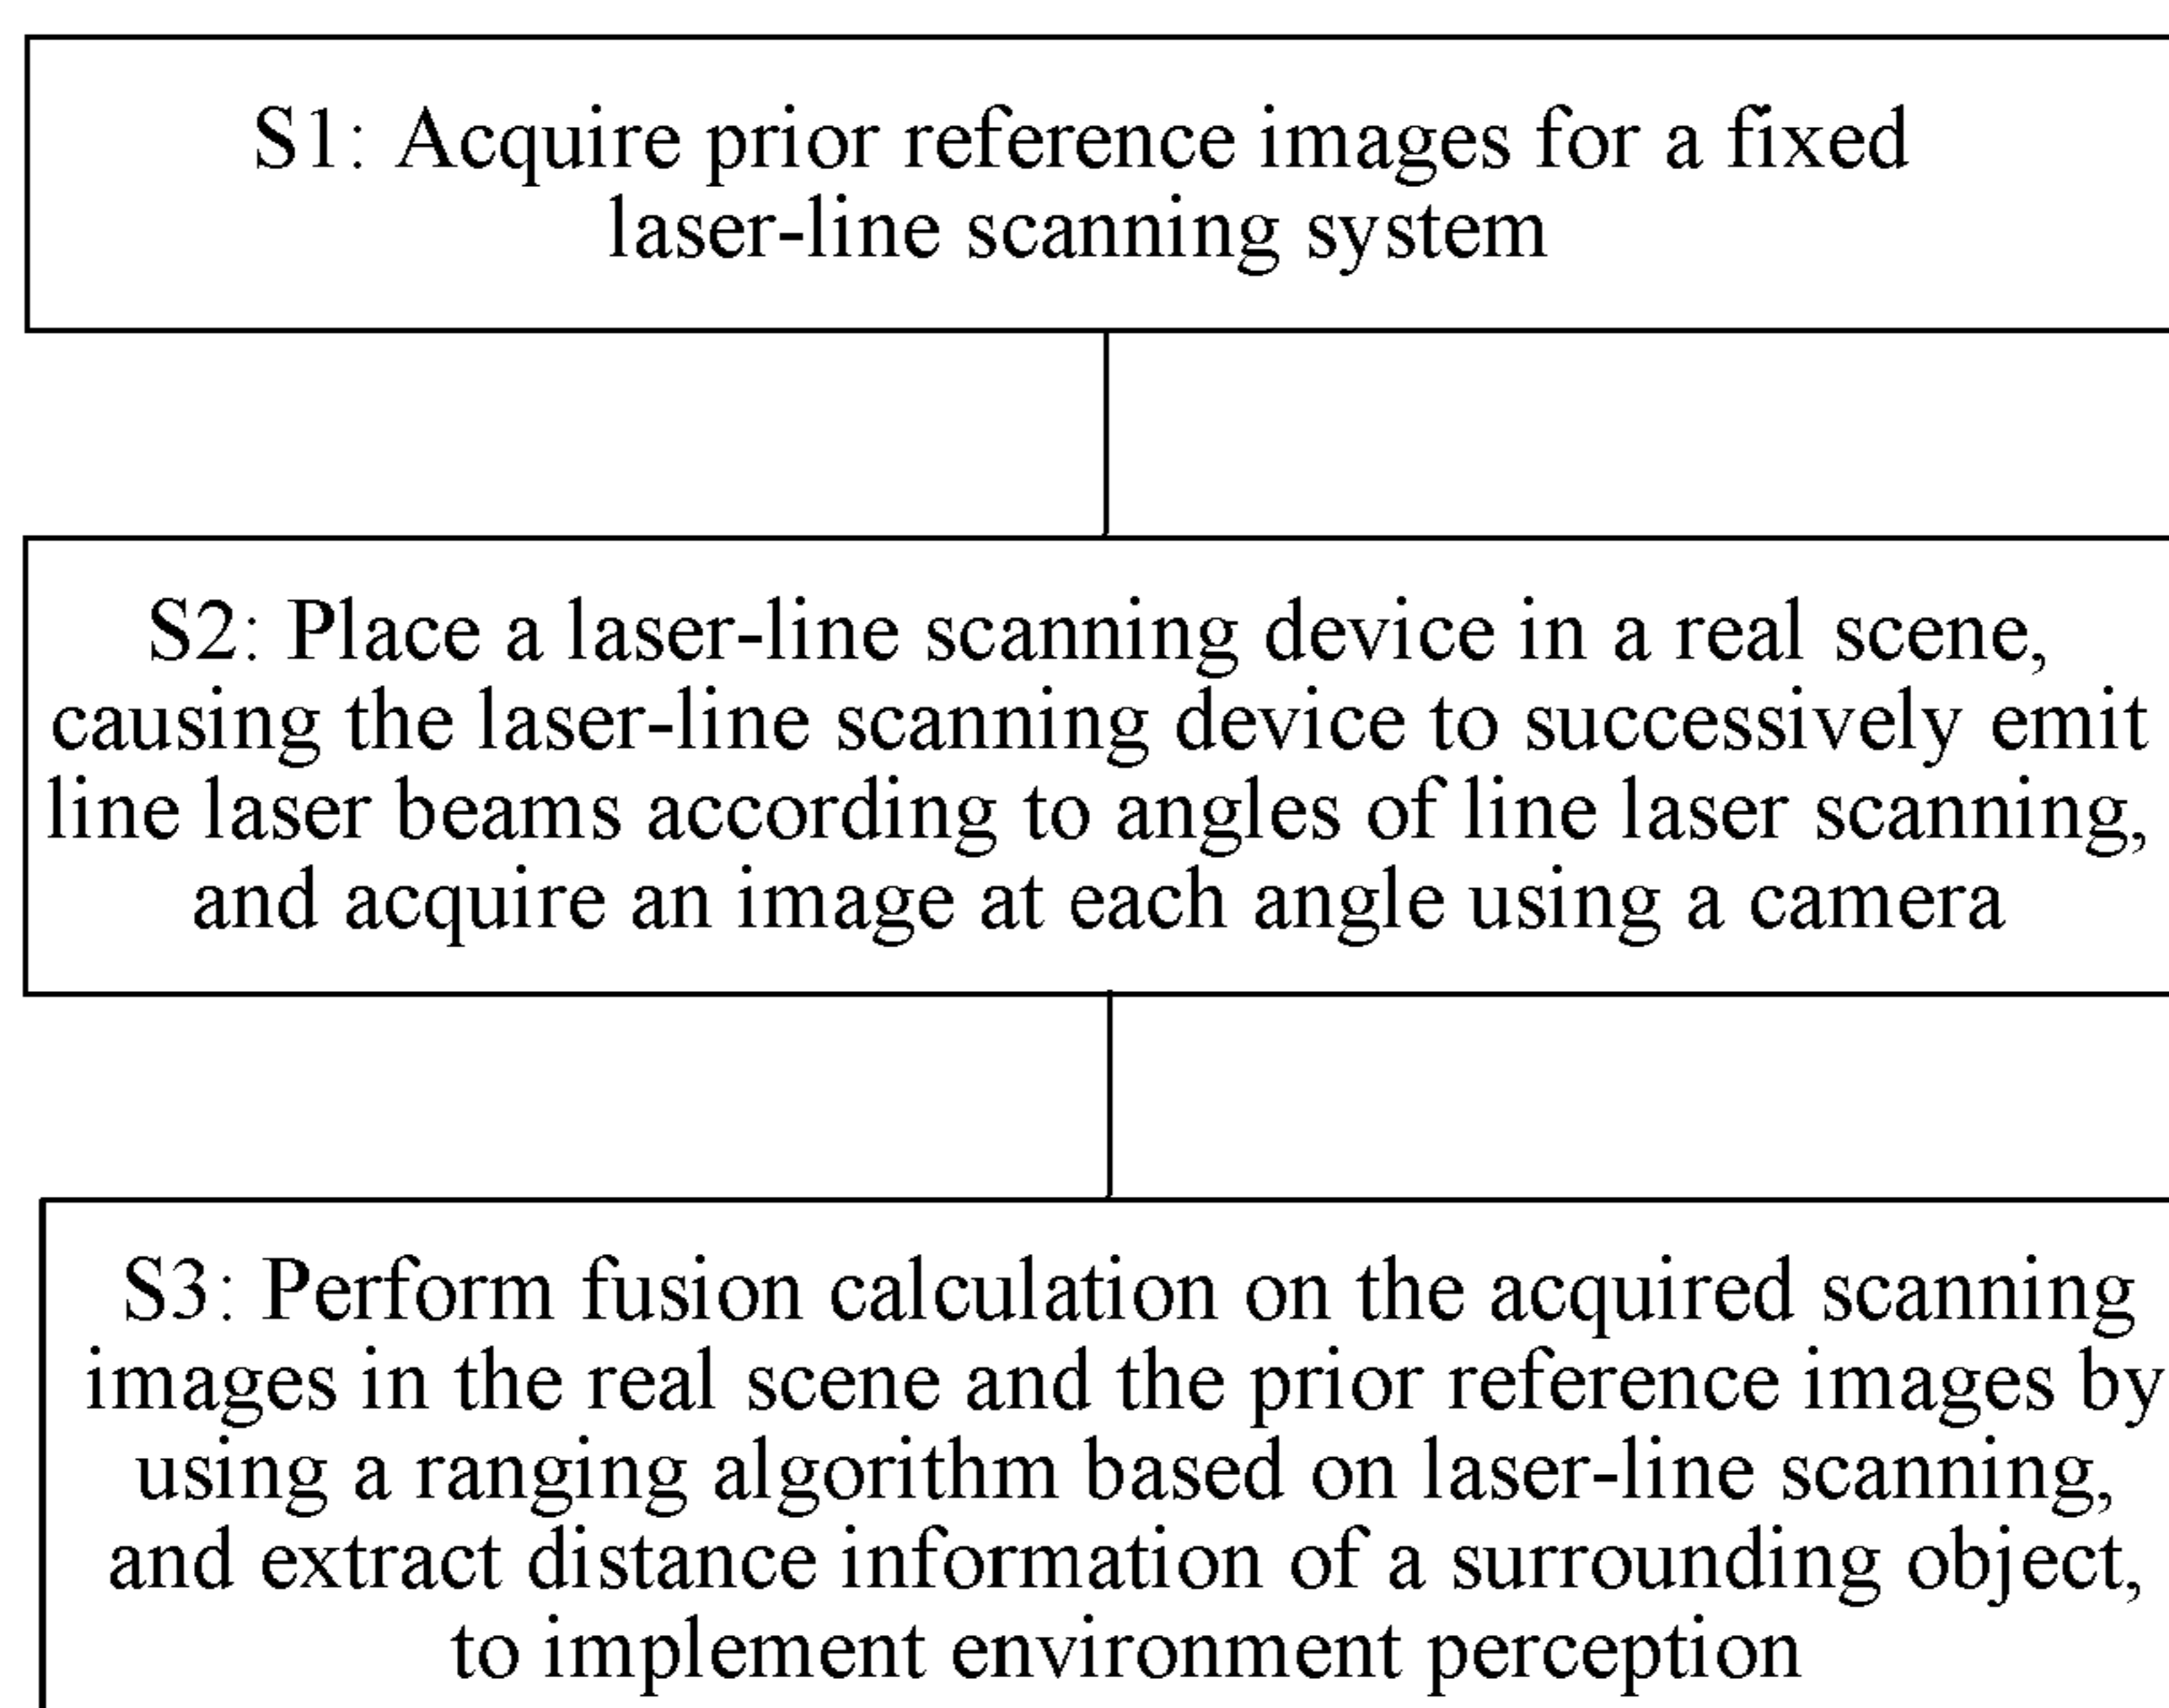 S1: Acquire prior reference images for a fixed
laser-line scanning system
S2: Place a laser-line scanning device in a real scene,
causing the laser-line scanning device to successively emit
line laser beams according to angles of line laser scanning,
and acquire an image at each angle using a camera
S3: Perform fusion calculation on the acquired scanning
images in the real scene and the prior reference images by
using a ranging algorithm based on laser-line scanning,
and extract distance information of a surrounding object,
to implement environment perception